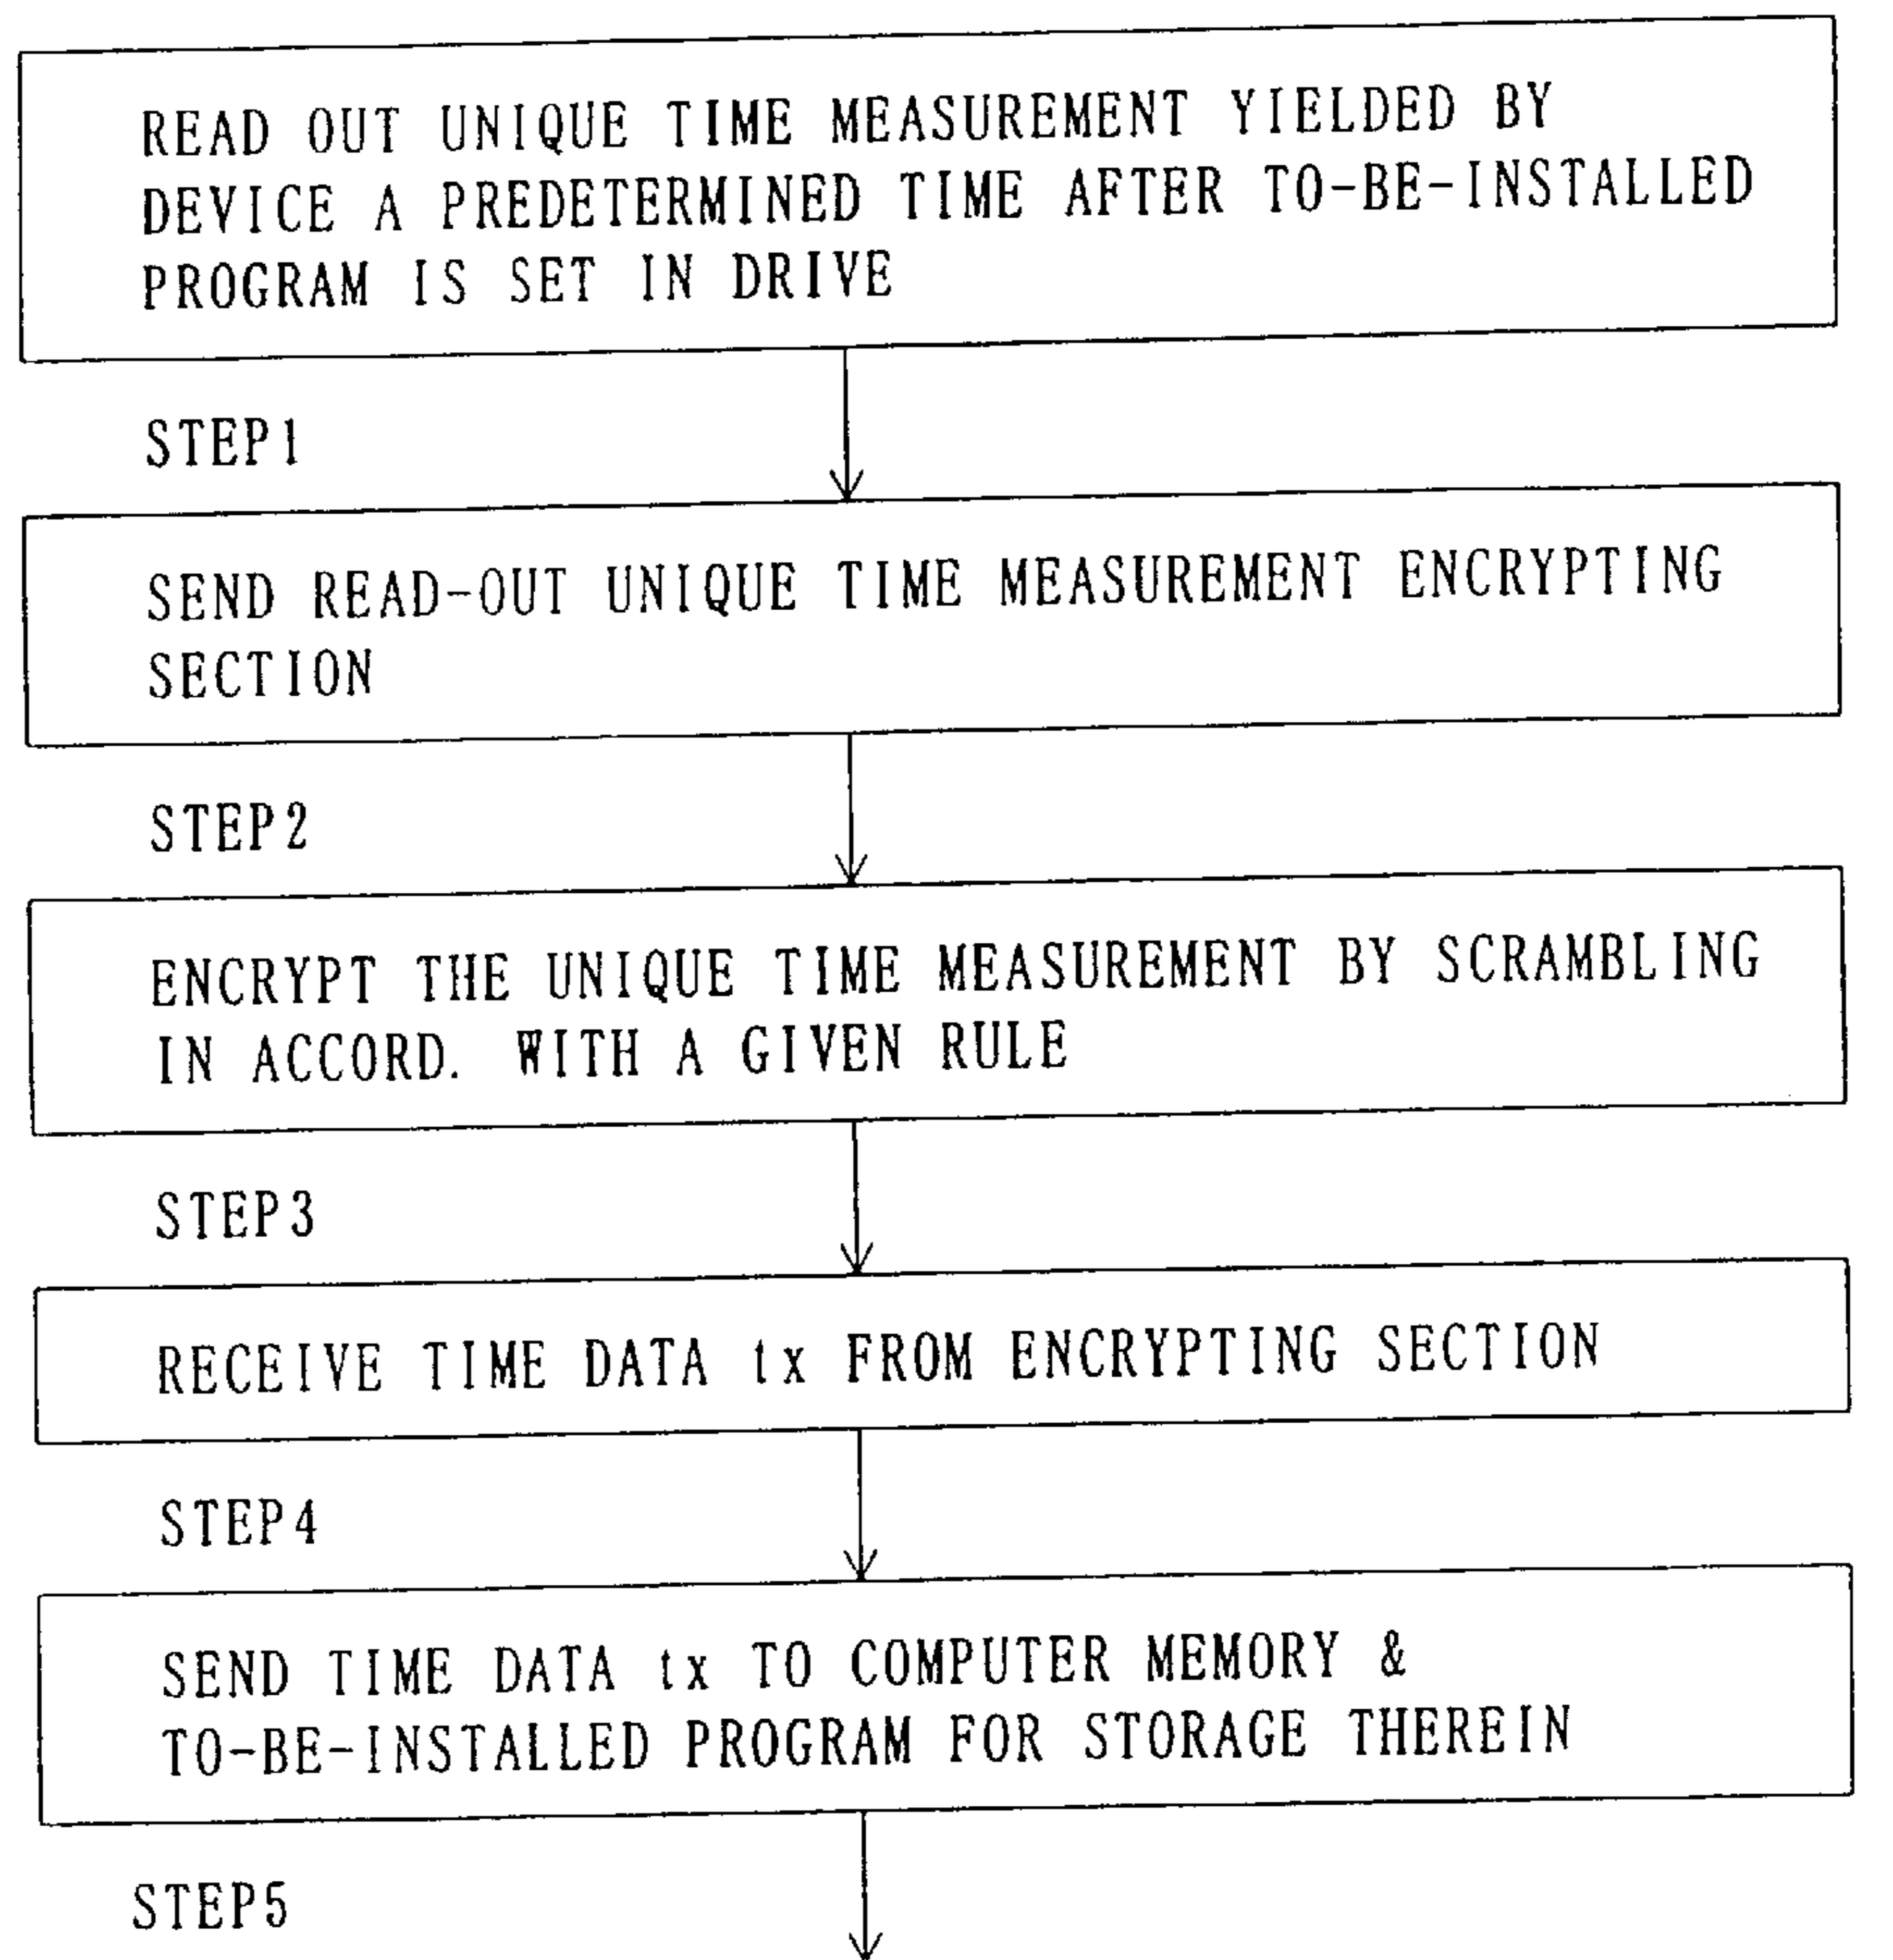 READ OUT UNIQUE TIME MEASUREMENT YIELDED BY
DEVICE A PREDETERMINED TIME AFTER TO-BE-INSTALLED
PROGRAM IS SET IN DRIVE
STEP1
SEND READ-OUT UNIQUE TIME MEASUREMENT ENCRYPTING
SECTION
STEP2
ENCRYPT THE UNIQUE TIME MEASUREMENT BY SCRAMBLING
IN ACCORD. WITH A GIVEN RULE
STEP3
RECEIVE TIME DATA tx FROM ENCRYPTING SECTION
STEP4
SEND TIME DATA tx TO COMPUTER MEMORY &
TO-BE-INSTALLED PROGRAM FOR STORAGE THEREIN
STEP5